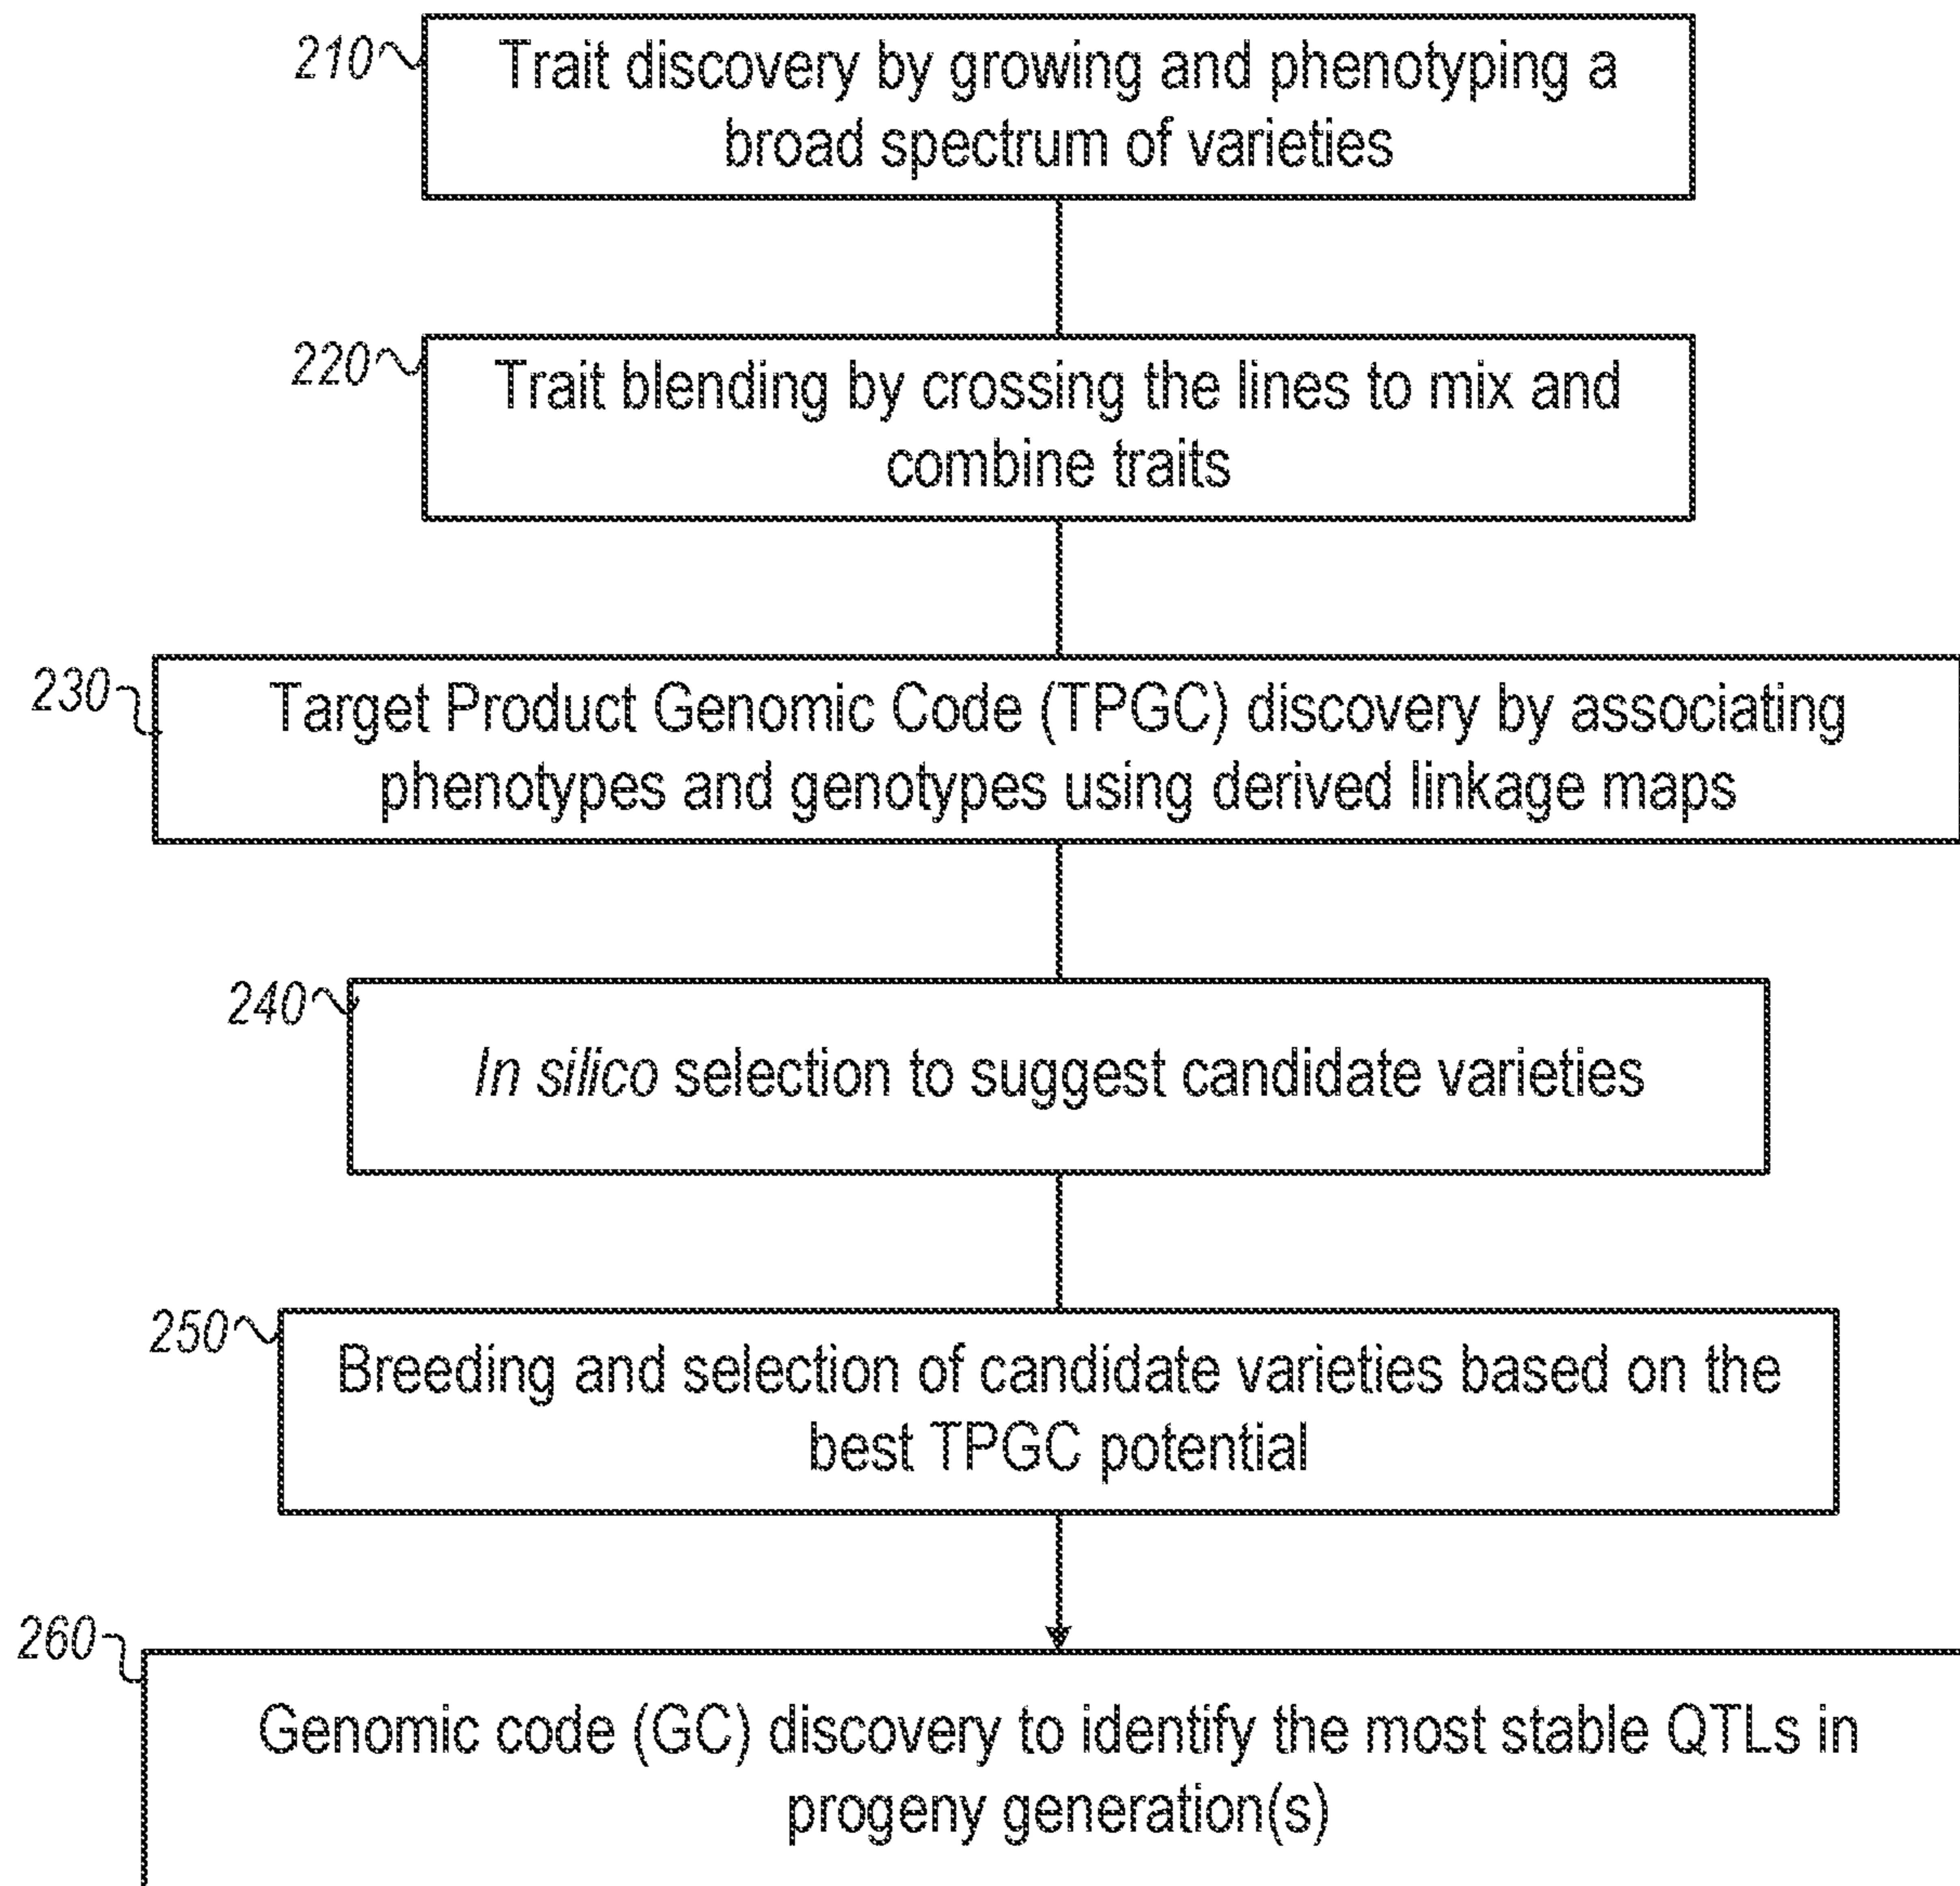 210
Trait discovery by growing and phenotyping a
broad spectrum of varieties
220
Trait blending by crossing the lines to mix and
combine traits
230
Target Product Genomic Code (TPGC) discovery by associating
phenotypes and genotypes using derived linkage maps
240
In silico selection to suggest candidate varieties
250
Breeding and selection of candidate varieties based on the
best TPGC potential
260
Genomic code (GC) discovery to identify the most stable QTLs in
progeny generation(s)